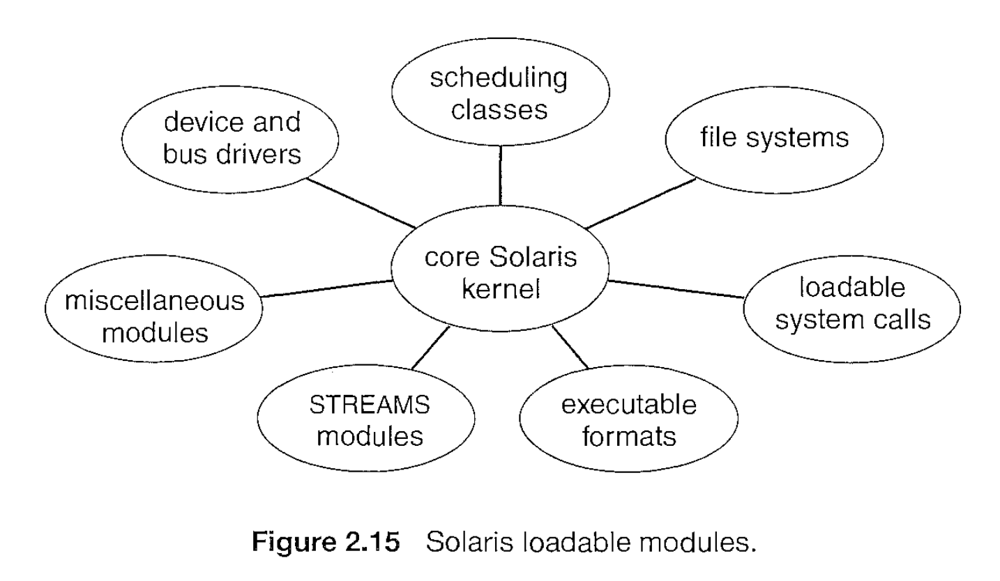 scheduling
classes
device and
bus drivers
file systems
core Solaris
kernel
miscellaneous
modules
loadable
system calls
STREAMS
modules
executable
formats
Figure 2.15 Solaris loadable modules.